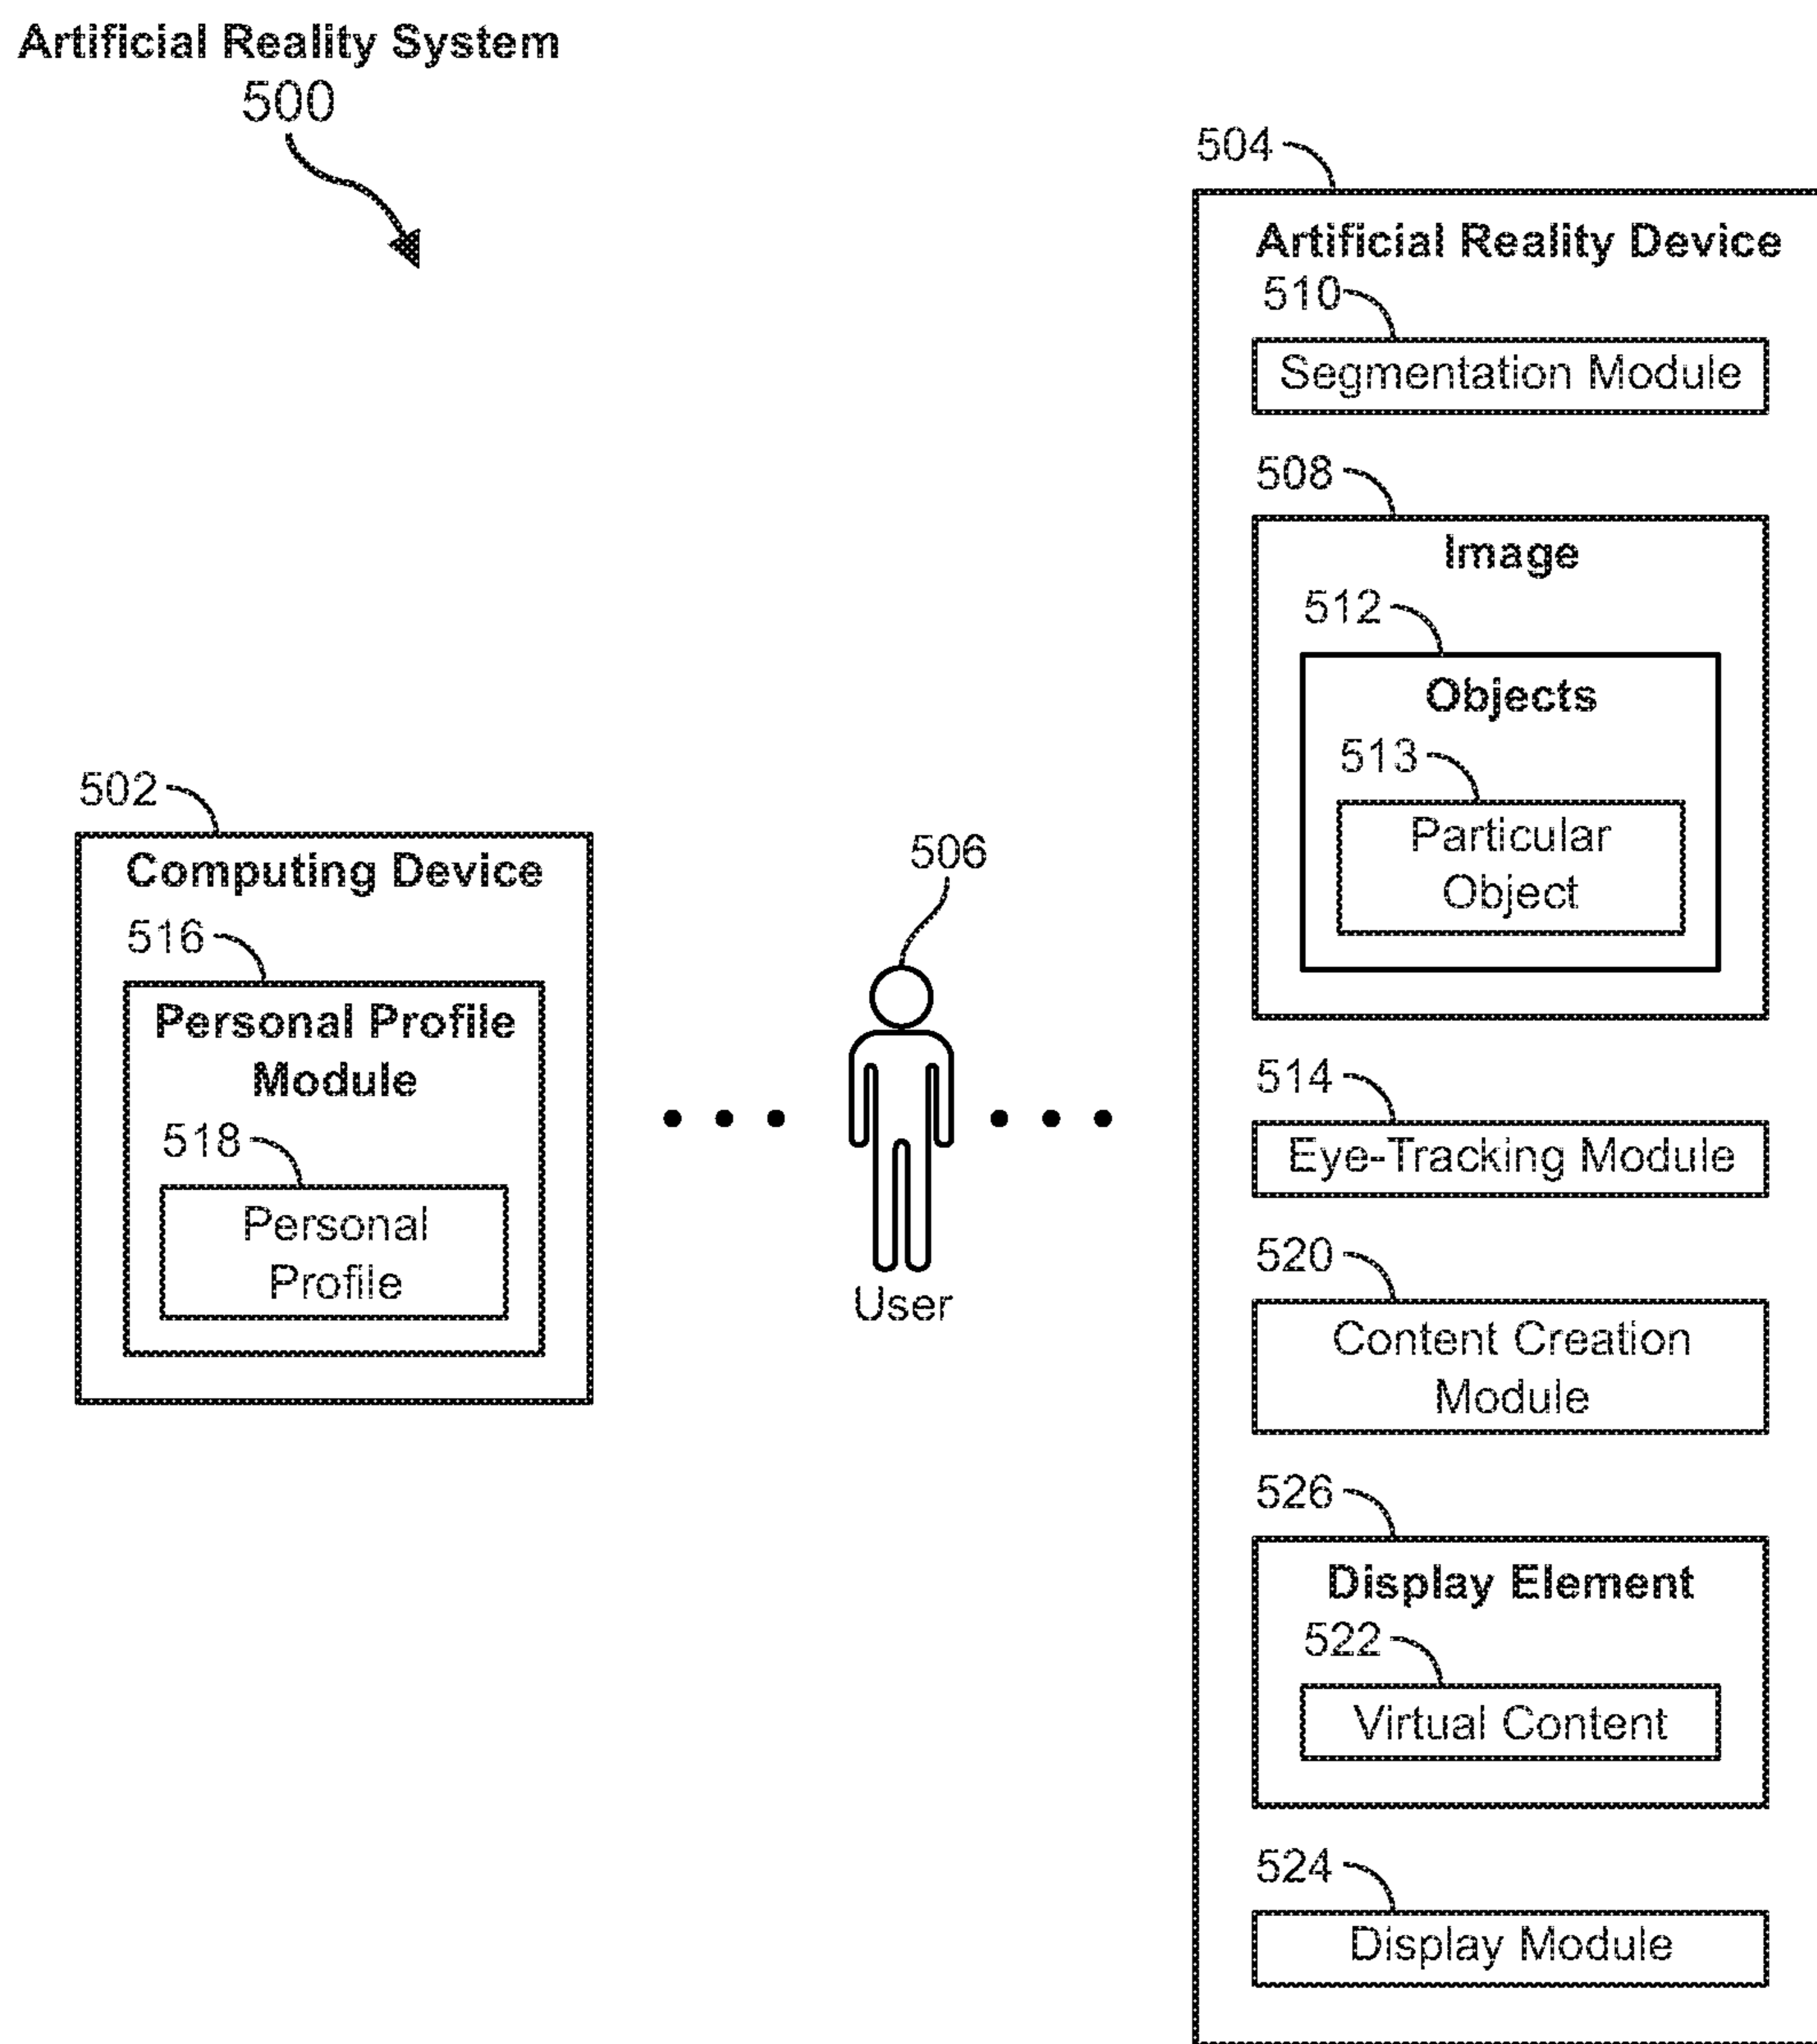 Artificial Reality System
500
502
Computing Device
516
Personal Profile
Module
518
Personal
Profile
506
User
504
Artificial Reality Device
510
Segmentation Module
508
Image
512
Objects
513
Particular
Object
514
Eye-Tracking Module
520
Content Creation
Module
526
Display Element
522
Virtual Content
524
Display Module